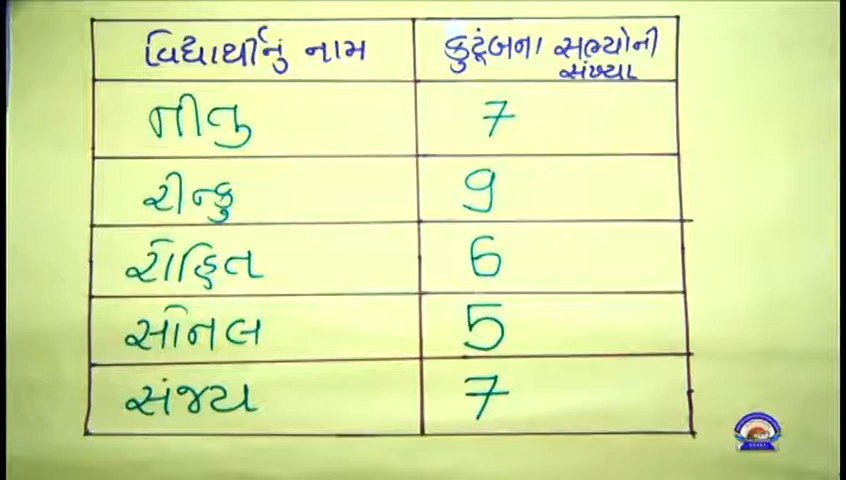 વિદ્યાર્થીનું નામ
કુટૂંબના સભ્યોની
સંખ્યા
નીતુ 7
રીન્કુ 9
રોહિત 6
સોનલ 5
સંજય 7